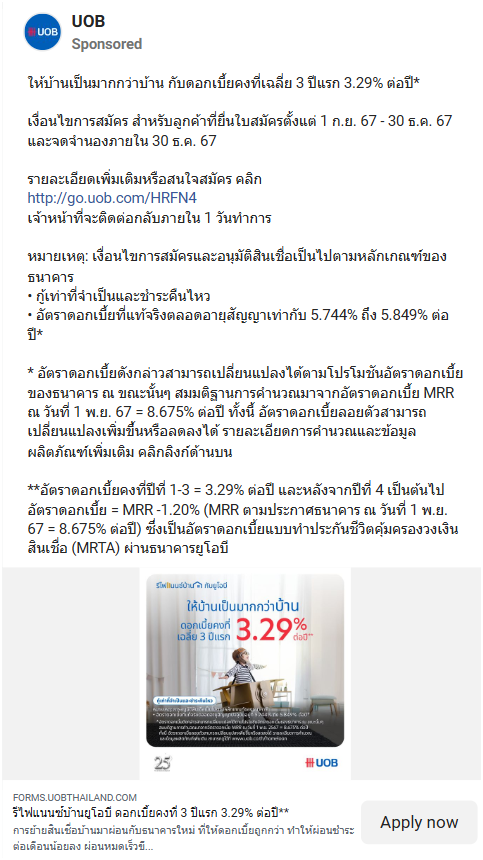 UOB
UOB
Sponsored
ให้บ้านเป็นมากกว่าบ้าน กับดอกเบี้ยคงที่เฉลี่ย 3 ปีแรก 3.29% ต่อปี*
เงื่อนไขการสมัคร สำหรับลูกค้าที่ยื่นใบสมัครตั้งแต่ 1 ก.ย. 67 - 30 ธ.ค. 67
และจดจำนองภายใน 30 ธ.ค. 67
รายละเอียดเพิ่มเติมหรือสนใจสมัคร คลิก
http://go.uob.com/HRFN4
เจ้าหน้าที่จะติดต่อกลับภายใน 1 วันทำการ
หมายเหตุ: เงื่อนไขการสมัครและอนุมัติสินเชื่อเป็นไปตามหลักเกณฑ์ของ
ธนาคาร
• กู้เท่าที่จำเป็นและชำระคืนไหว
• อัตราดอกเบี้ยที่แท้จริงตลอดอายุสัญญาเท่ากับ 5.744% ถึง 5.849% ต่อ
ปี*
* อัตราดอกเบี้ยดังกล่าวสามารถเปลี่ยนแปลงได้ตามโปรโมชันอัตราดอกเบี้ย
ของธนาคาร ณ ขณะนั้นๆ สมมติฐานการคำนวณมาจากอัตราดอกเบี้ย MRR
ณ วันที่ 1 พ.ย. 67 = 8.675% ต่อปี ทั้งนี้ อัตราดอกเบี้ยลอยตัวสามารถ
เปลี่ยนแปลงเพิ่มขึ้นหรือลดลงได้ รายละเอียดการคำนวณและข้อมูล
ผลิตภัณฑ์เพิ่มเติม คลิกลิงก์ด้านบน
**อัตราดอกเบี้ยคงที่ปีที่ 1-3 = 3.29% ต่อปี และหลังจากปีที่ 4 เป็นต้นไป
อัตราดอกเบี้ย = MRR -1.20% (MRR ตามประกาศธนาคาร ณ วันที่ 1 พ.ย.
67 = 8.675% ต่อปี) ซึ่งเป็นอัตราดอกเบี้ยแบบทำประกันชีวิตคุ้มครองวงเงิน
สินเชื่อ (MRTA) ผ่านธนาคารยูโอบี
รีไฟแนนซ์บ้าน กับยูโอบี
ให้บ้านเป็นมากกว่าบ้าน
ดอกเบี้ยคงที่
เฉลี่ย 3 ปีแรก 3.29% ต่อปี**
กู้เท่าที่จำเป็นและชำระคืนไหว
25
UOB
FORMS.UOBTHAILAND.COM
รีไฟแนนซ์บ้านยูโอบี ดอกเบี้ยคงที่ 3 ปีแรก 3.29% ต่อปี**
การย้ายสินเชื่อบ้านมาผ่อนกับธนาคารใหม่ ที่ให้ดอกเบี้ยถูกกว่า ทำให้ผ่อนชำระ
ต่อเดือนน้อยลง ผ่อนหมดเร็วขึ้...
Apply now